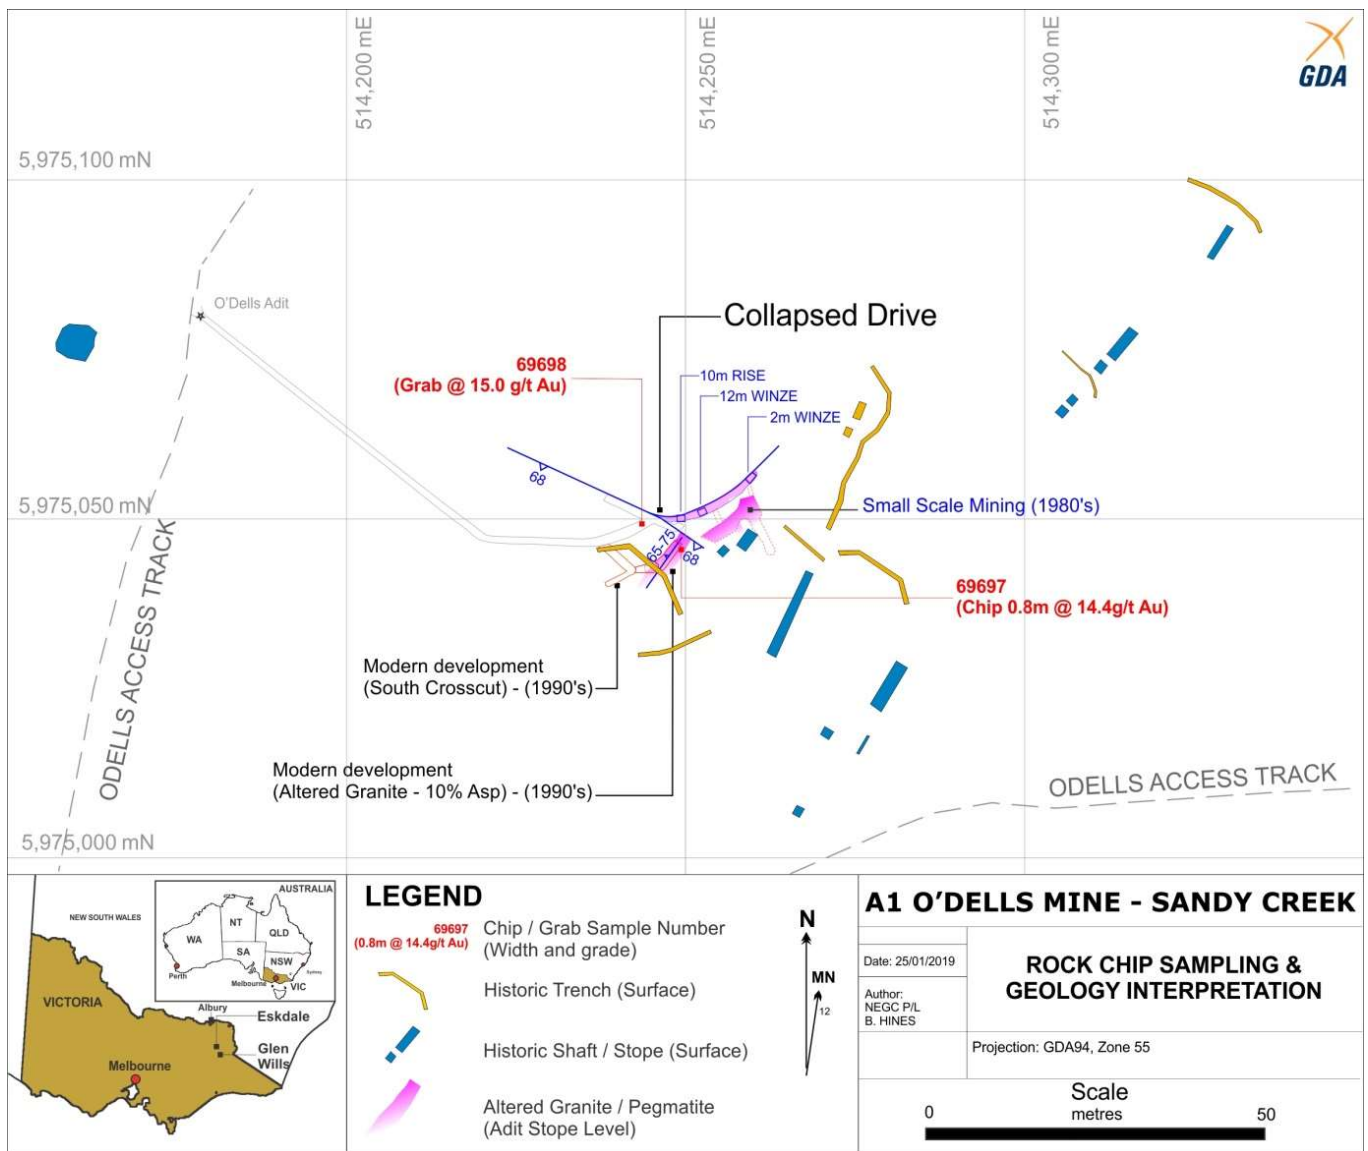 514,200 mE
514,250 mE
514,300 mE
GDA
5,975,100 mN
O'Dells Adit
Collapsed Drive
69698
(Grab @ 15.0 g/t Au)
10m RISE
12m WINZE
2m WINZE
68
5,975,050 mN
Small Scale Mining (1980's)
65-75
68
69697
(Chip 0.8m @ 14.4g/t Au)
ODELLS ACCESS TRACK
Modern development
(South Crosscut) - (1990's)
Modern development
(Altered Granite - 10% Asp) - (1990's)
ODELLS ACCESS TRACK
5,975,000 mN
NEW SOUTH WALES
AUSTRALIA
NT
QLD
WA
SA
NSW
Perth
Sydney
Melbourne
VIC
VICTORIA
Albury
Eskdale
Glen
Wills
Melbourne
LEGEND
69697
(0.8m @ 14.4g/t Au)
Chip / Grab Sample Number
(Width and grade)
Historic Trench (Surface)
Historic Shaft / Stope (Surface)
Altered Granite / Pegmatite
(Adit Stope Level)
N
MN
12
A1 O'DELLS MINE - SANDY CREEK
Date: 25/01/2019
Author:
NEGC P/L
B. HINES
ROCK CHIP SAMPLING &
GEOLOGY INTERPRETATION
Projection: GDA94, Zone 55
Scale
metres
0
50